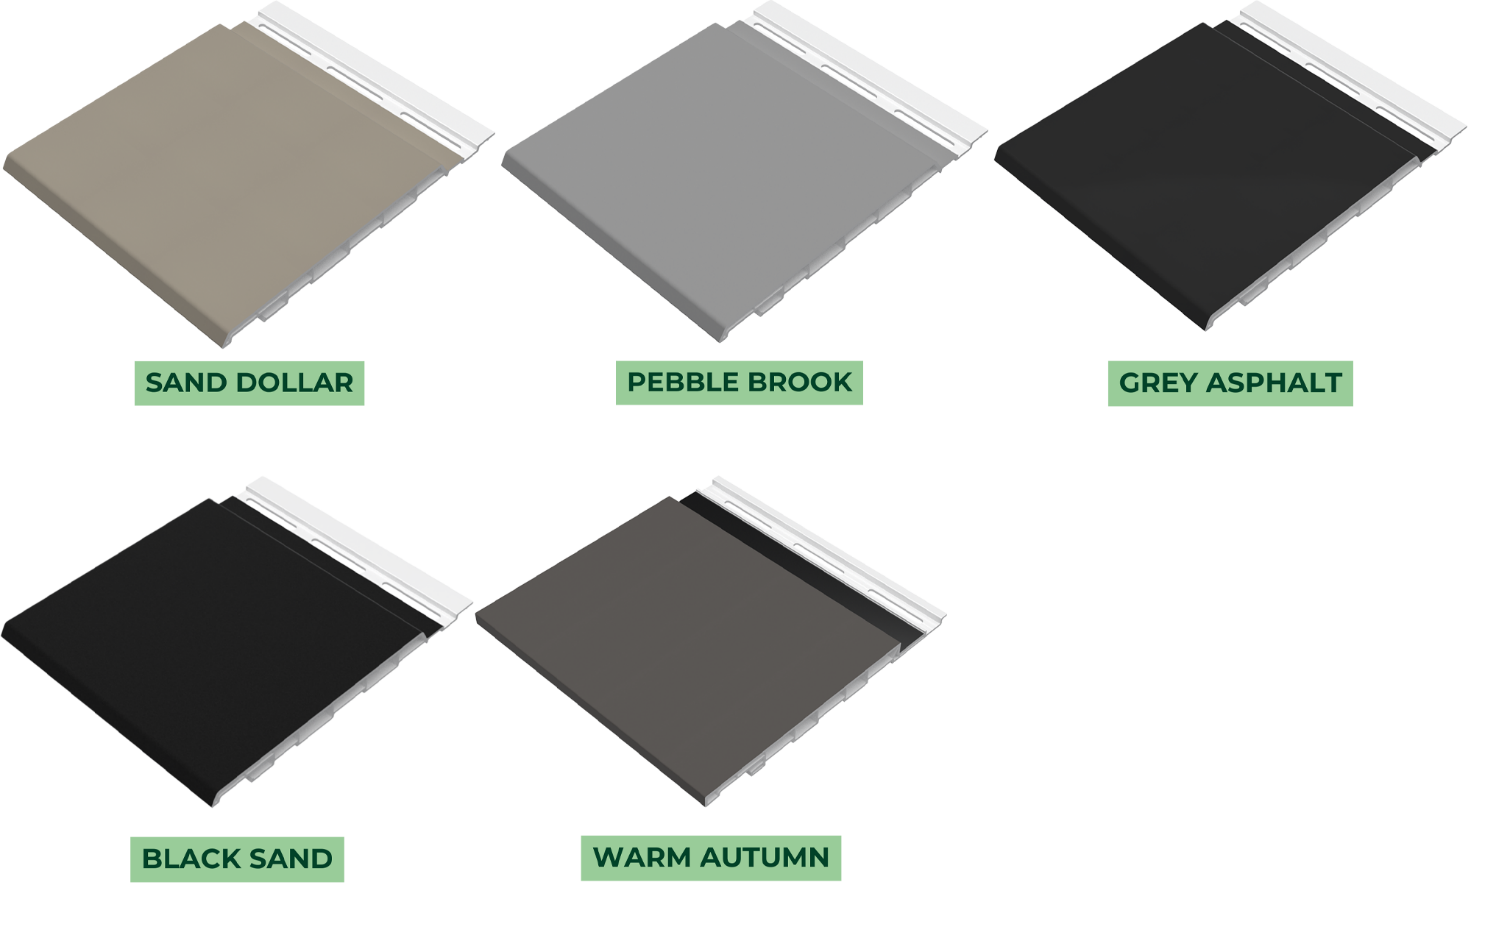 SAND DOLLAR
PEBBLE BROOK
GREY ASPHALT
BLACK SAND
WARM AUTUMN